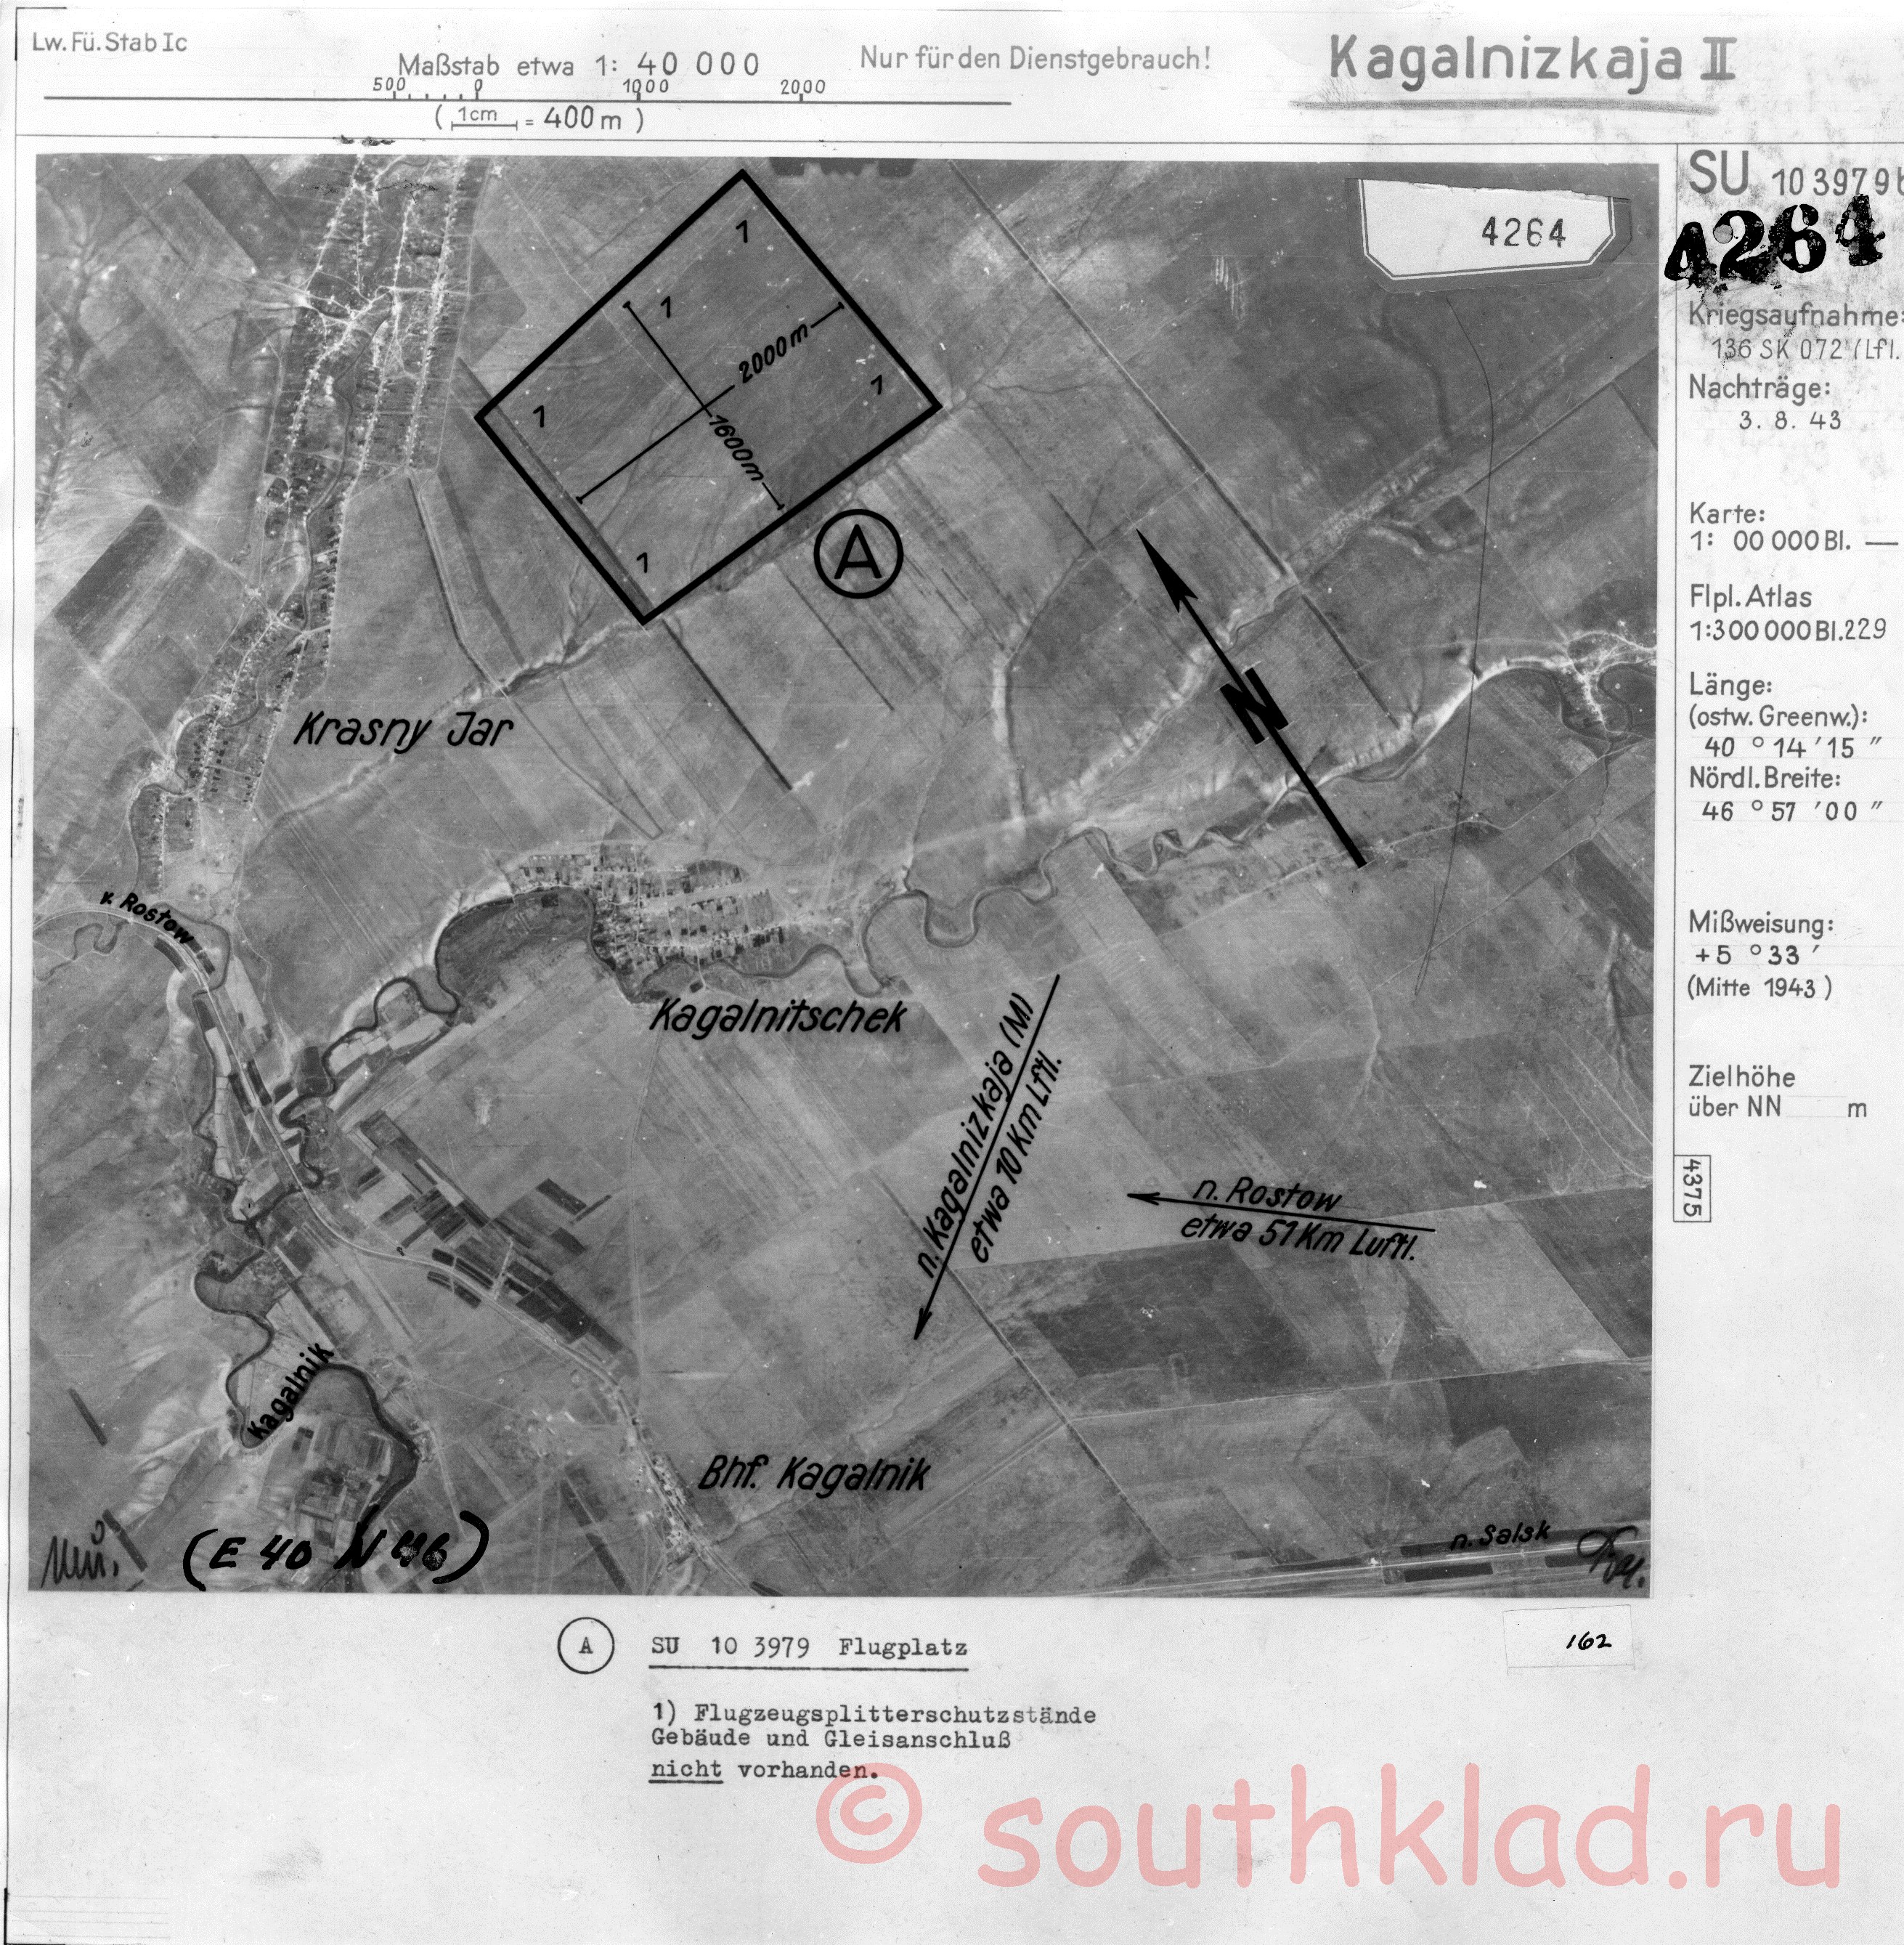 Lw. Fü. Stab Ic
Maßstab etwa 1: 40 000
500 0 1000 2000
( 1cm = 400 m )
Nur für den Dienstgebrauch!
Kagalnizkaja II
SU 10 3979 b
4264
4264
Kriegsaufnahme:
136 SK 072 (Lfl.
Nachträge:
3. 8. 43
Karte:
1: 00 000 Bl. —
Flpl. Atlas
1:300 000 Bl. 229
Länge:
(ostw. Greenw.):
40 ° 14 ' 15 "
Nördl. Breite:
46 ° 57 ' 00 "
Mißweisung:
+5 ° 33 '
(Mitte 1943 )
Zielhöhe
über NN m
4375
1
1
2000 m
1
1
1600 m
1
A
N
Krasny Jar
v. Rostow
Kagalnitschek
n. Kagalnizkaja (M)
etwa 10 Km Lftl.
n. Rostow
etwa 51 Km Luftl.
Kagalnik
Bhf. Kagalnik
n. Salsk
(E 40 N 46)
A SU 10 3979 Flugplatz
162
1) Flugzeugsplitterschutzstände
Gebäude und Gleisanschluß
nicht vorhanden.
© southklad.ru